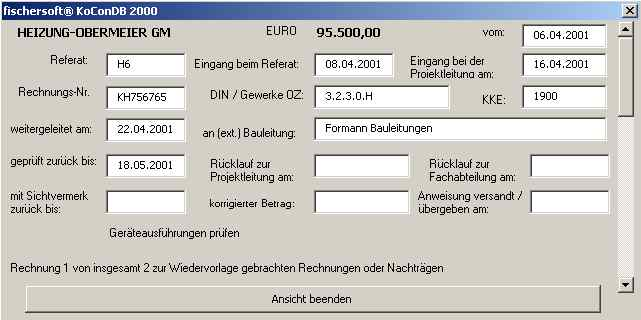 fischersoft® KoConDB 2000
HEIZUNG-OBERMEIER GM EURO 95.500,00 vom: 06.04.2001
Referat: H6 Eingang beim Referat: 08.04.2001 Eingang bei der Projektleitung am: 16.04.2001
Rechnungs-Nr. KH756765 DIN / Gewerke OZ: 3.2.3.0.H KKE: 1900
weitergeleitet am: 22.04.2001 an (ext.) Bauleitung: Formann Bauleitungen
geprüft zurück bis: 18.05.2001 Rücklauf zur Projektleitung am: Rücklauf zur Fachabteilung am:
mit Sichtvermerk zurück bis: korrigierter Betrag: Anweisung versandt / übergeben am:
Geräteausführungen prüfen
Rechnung 1 von insgesamt 2 zur Wiedervorlage gebrachten Rechnungen oder Nachträgen
Ansicht beenden